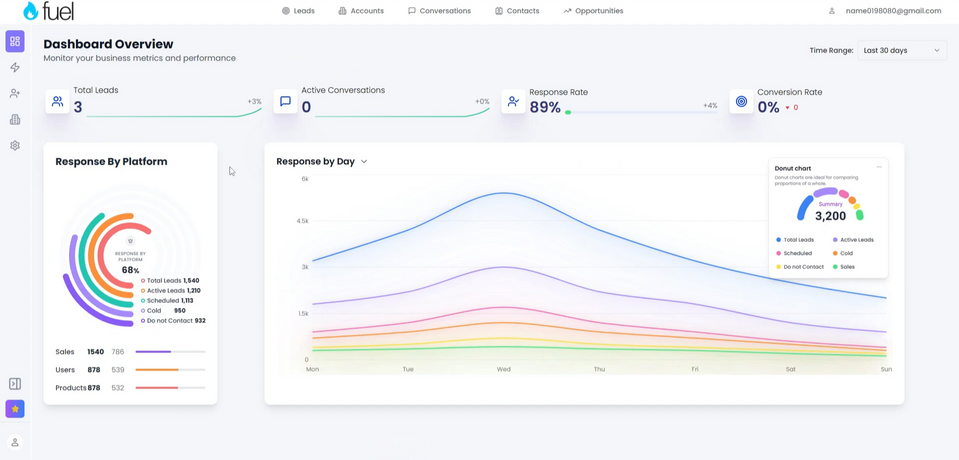 fuel
Leads Accounts Conversations Contacts Opportunities
name0198080@gmail.com
Dashboard Overview
Monitor your business metrics and performance
Time Range: Last 30 days
Total Leads
3
+3%
Active Conversations
0
+0%
Response Rate
89%
+4%
Conversion Rate
0% 0
Response By Platform
RESPONSE BY
PLATFORM
68%
Total Leads 1,540
Active Leads 1,210
Scheduled 1,113
Cold 950
Do not Contact 932
Sales 1540 786
Users 878 539
Products 878 532
Response by Day
6k
4.5k
3k
1.5k
0
Mon Tue Wed Thu Fri Sat Sun
Donut chart
Donut charts are ideal for comparing
proportions of a whole.
Summary
3,200
Total Leads Active Leads
Scheduled Cold
Do not Contact Sales